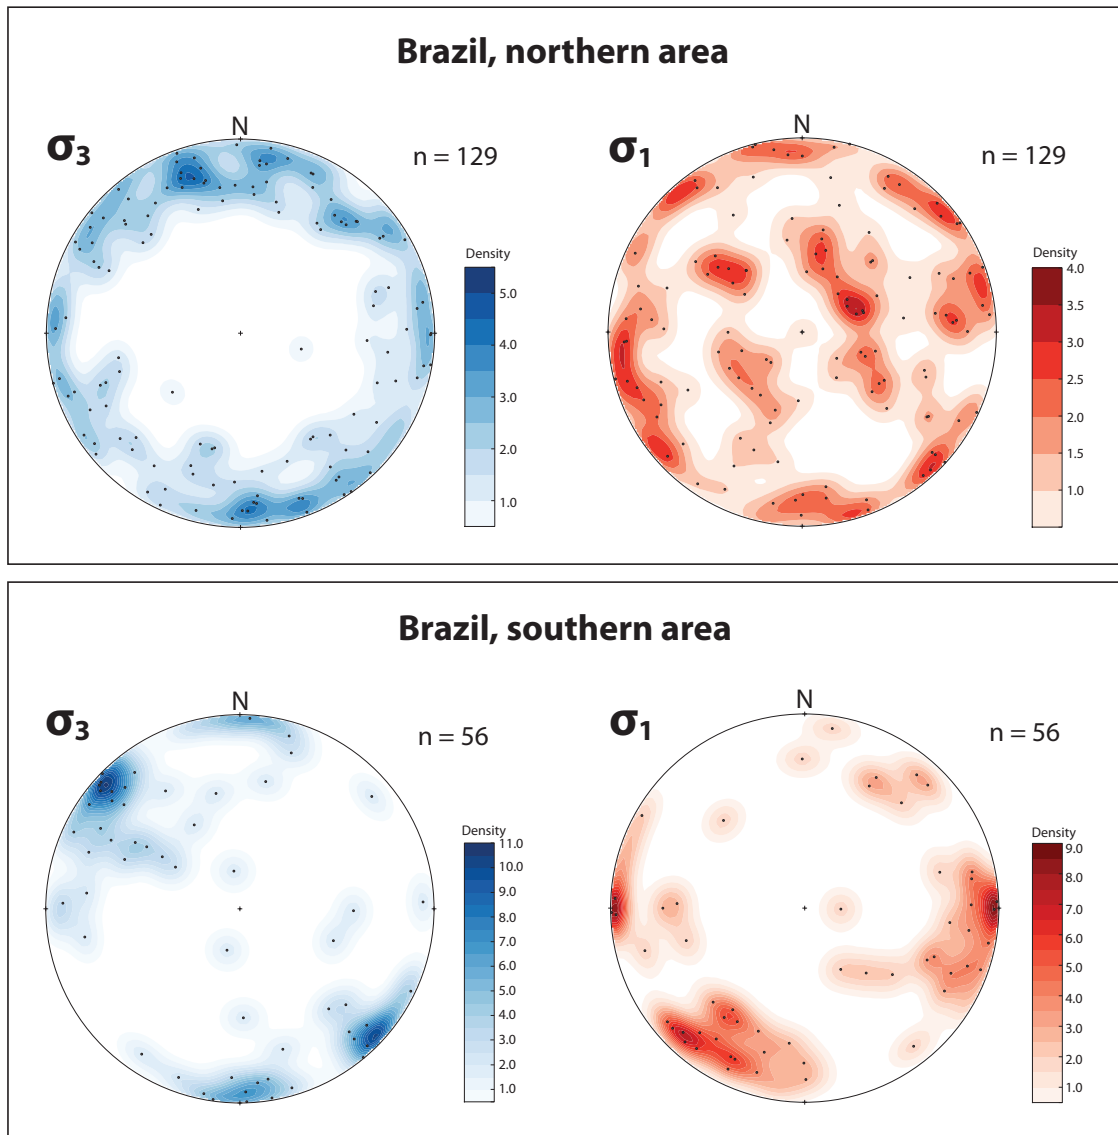 Brazil, northern area
σ3
N
n = 129
Density
5.0
4.0
3.0
2.0
1.0
σ1
N
n = 129
Density
4.0
3.5
3.0
2.5
2.0
1.5
1.0
Brazil, southern area
σ3
N
n = 56
Density
11.0
10.0
9.0
8.0
7.0
6.0
5.0
4.0
3.0
2.0
1.0
σ1
N
n = 56
Density
9.0
8.0
7.0
6.0
5.0
4.0
3.0
2.0
1.0